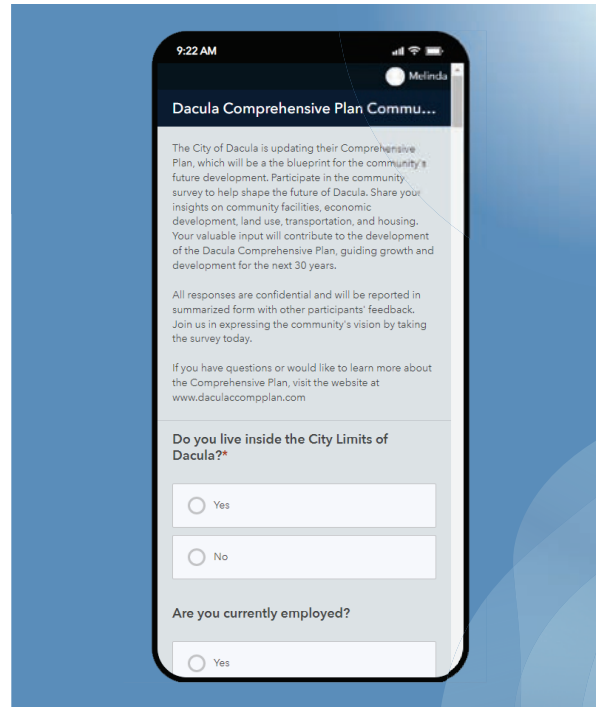 9:22 AM
Melinda
Dacula Comprehensive Plan Commu...
The City of Dacula is updating their Comprehensive
Plan, which will be a the blueprint for the community's
future development. Participate in the community
survey to help shape the future of Dacula. Share your
insights on community facilities, economic
development, land use, transportation, and housing.
Your valuable input will contribute to the development
of the Dacula Comprehensive Plan, guiding growth and
development for the next 30 years.
All responses are confidential and will be reported in
summarized form with other participants' feedback.
Join us in expressing the community's vision by taking
the survey today.
If you have questions or would like to learn more about
the Comprehensive Plan, visit the website at
www.daculaccompplan.com
Do you live inside the City Limits of
Dacula?*
Yes
No
Are you currently employed?
Yes